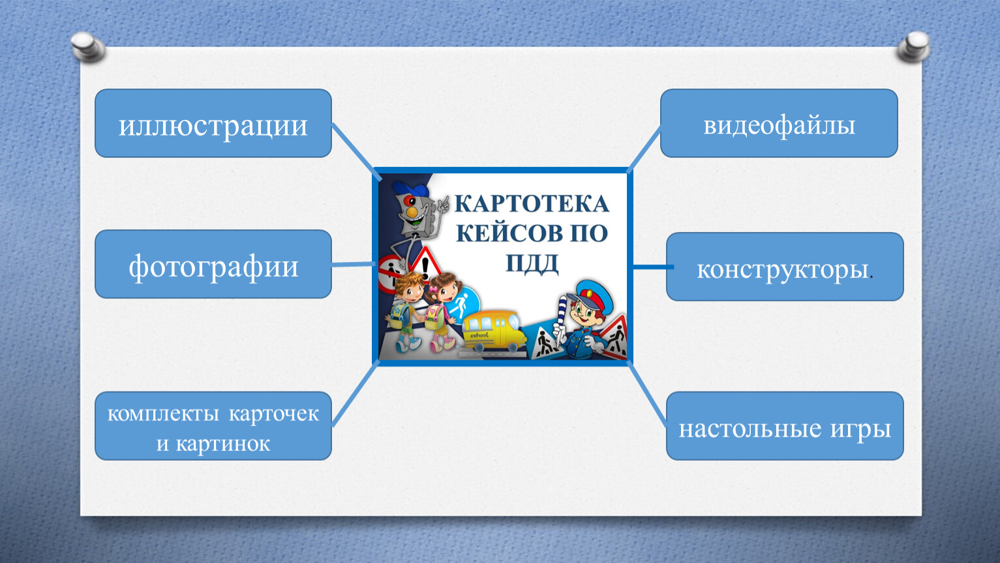 иллюстрации
видеофайлы
КАРТОТЕКА
КЕЙСОВ ПО
ПДД
фотографии
конструкторы.
school
комплекты карточек
и картинок
настольные игры